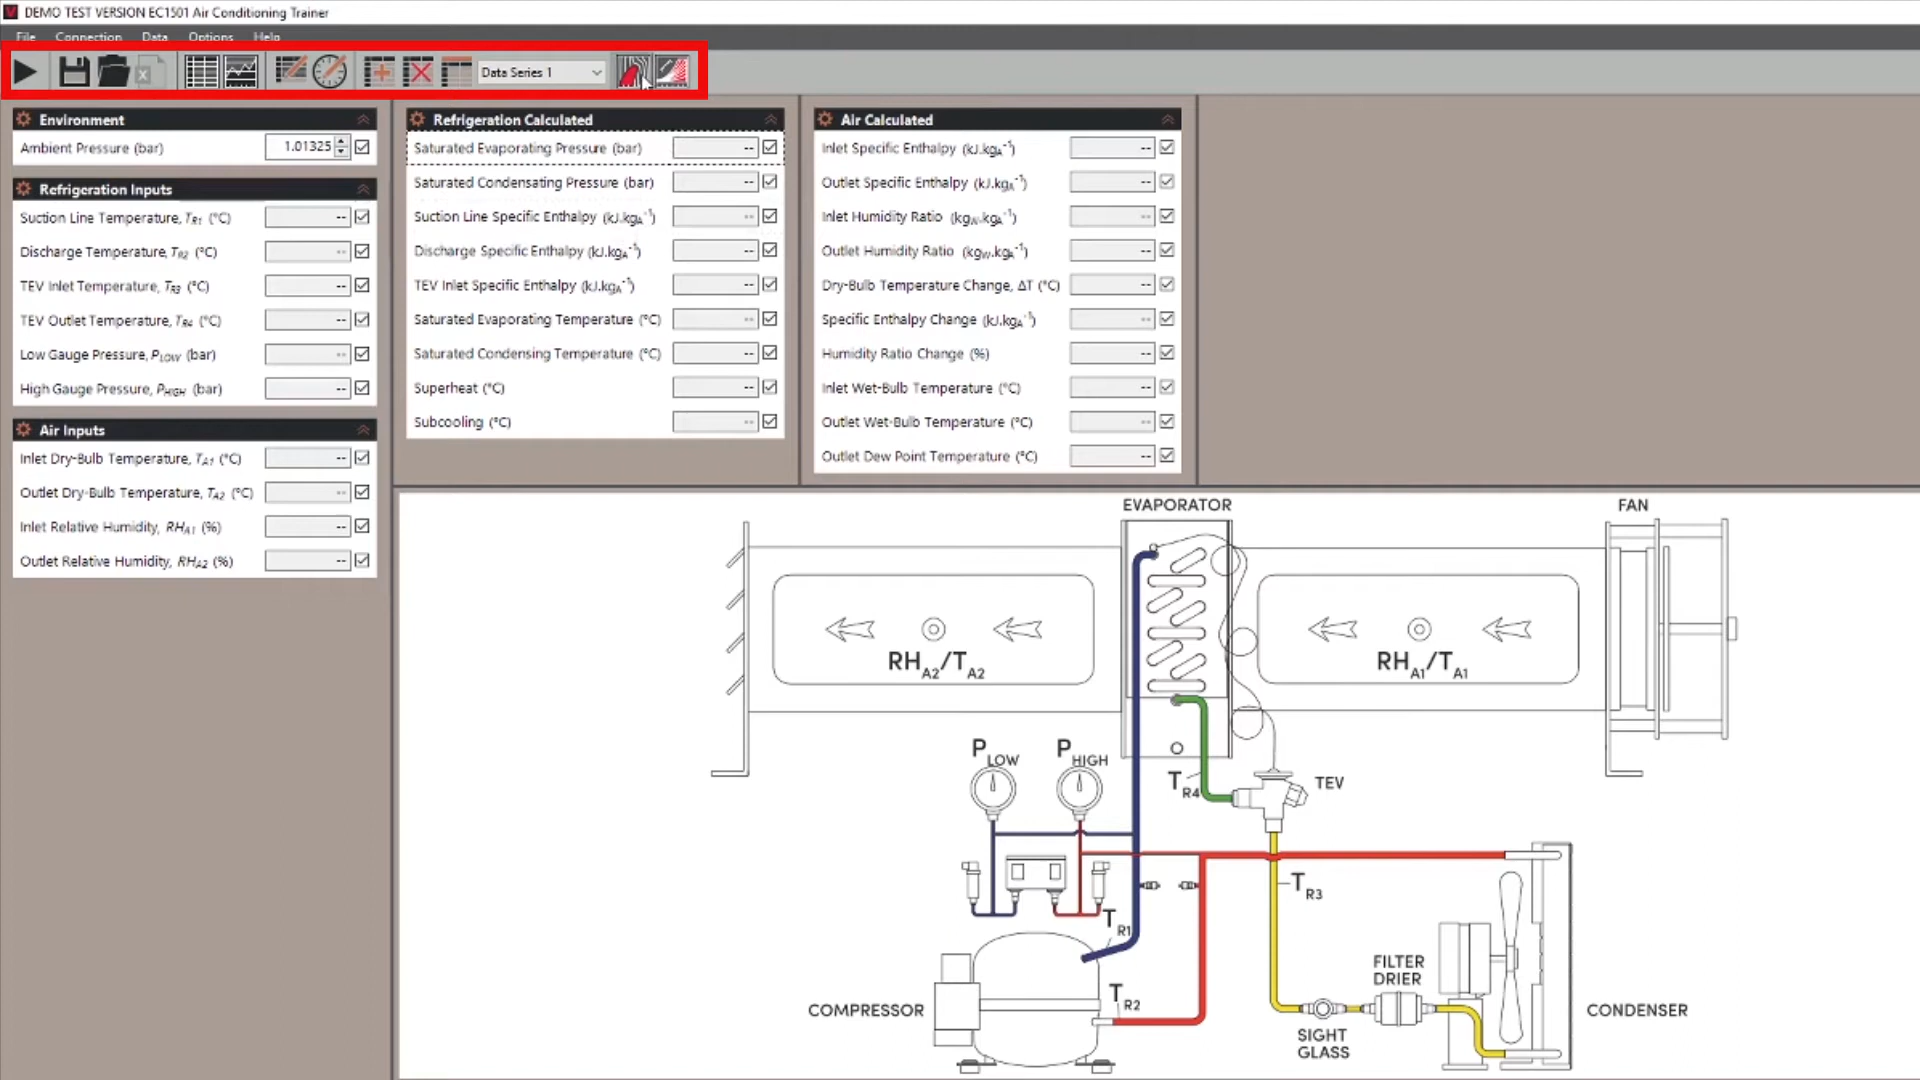 DEMO TEST VERSION EC1501 Air Conditioning Trainer
File Connection Data Options Help
Data Series 1
Environment
Ambient Pressure (bar) 1.01325
Refrigeration Inputs
Suction Line Temperature, TR1 (°C) --
Discharge Temperature, TR2 (°C) --
TEV Inlet Temperature, TR3 (°C) --
TEV Outlet Temperature, TR4 (°C) --
Low Gauge Pressure, PLOW (bar) --
High Gauge Pressure, PHIGH (bar) --
Air Inputs
Inlet Dry-Bulb Temperature, TA1 (°C) --
Outlet Dry-Bulb Temperature, TA2 (°C) --
Inlet Relative Humidity, RHA1 (%) --
Outlet Relative Humidity, RHA2 (%) --
Refrigeration Calculated
Saturated Evaporating Pressure (bar) --
Saturated Condensating Pressure (bar) --
Suction Line Specific Enthalpy (kJ.kgA⁻¹) --
Discharge Specific Enthalpy (kJ.kgA⁻¹) --
TEV Inlet Specific Enthalpy (kJ.kgA⁻¹) --
Saturated Evaporating Temperature (°C) --
Saturated Condensing Temperature (°C) --
Superheat (°C) --
Subcooling (°C) --
Air Calculated
Inlet Specific Enthalpy (kJ.kgA⁻¹) --
Outlet Specific Enthalpy (kJ.kgA⁻¹) --
Inlet Humidity Ratio (kgW.kgA⁻¹) --
Outlet Humidity Ratio (kgW.kgA⁻¹) --
Dry-Bulb Temperature Change, ΔT (°C) --
Specific Enthalpy Change (kJ.kgA⁻¹) --
Humidity Ratio Change (%) --
Inlet Wet-Bulb Temperature (°C) --
Outlet Wet-Bulb Temperature (°C) --
Outlet Dew Point Temperature (°C) --
EVAPORATOR
FAN
RHA2/TA2
RHA1/TA1
PLOW
PHIGH
TR4
TEV
TR3
TR1
TR2
COMPRESSOR
FILTER
DRIER
SIGHT
GLASS
CONDENSER